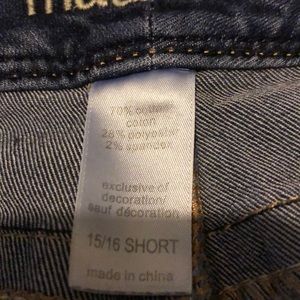 70% cotton/
coton
28% polyester
2% spandex
exclusive of
decoration/
sauf décoration
15/16 SHORT
made in china